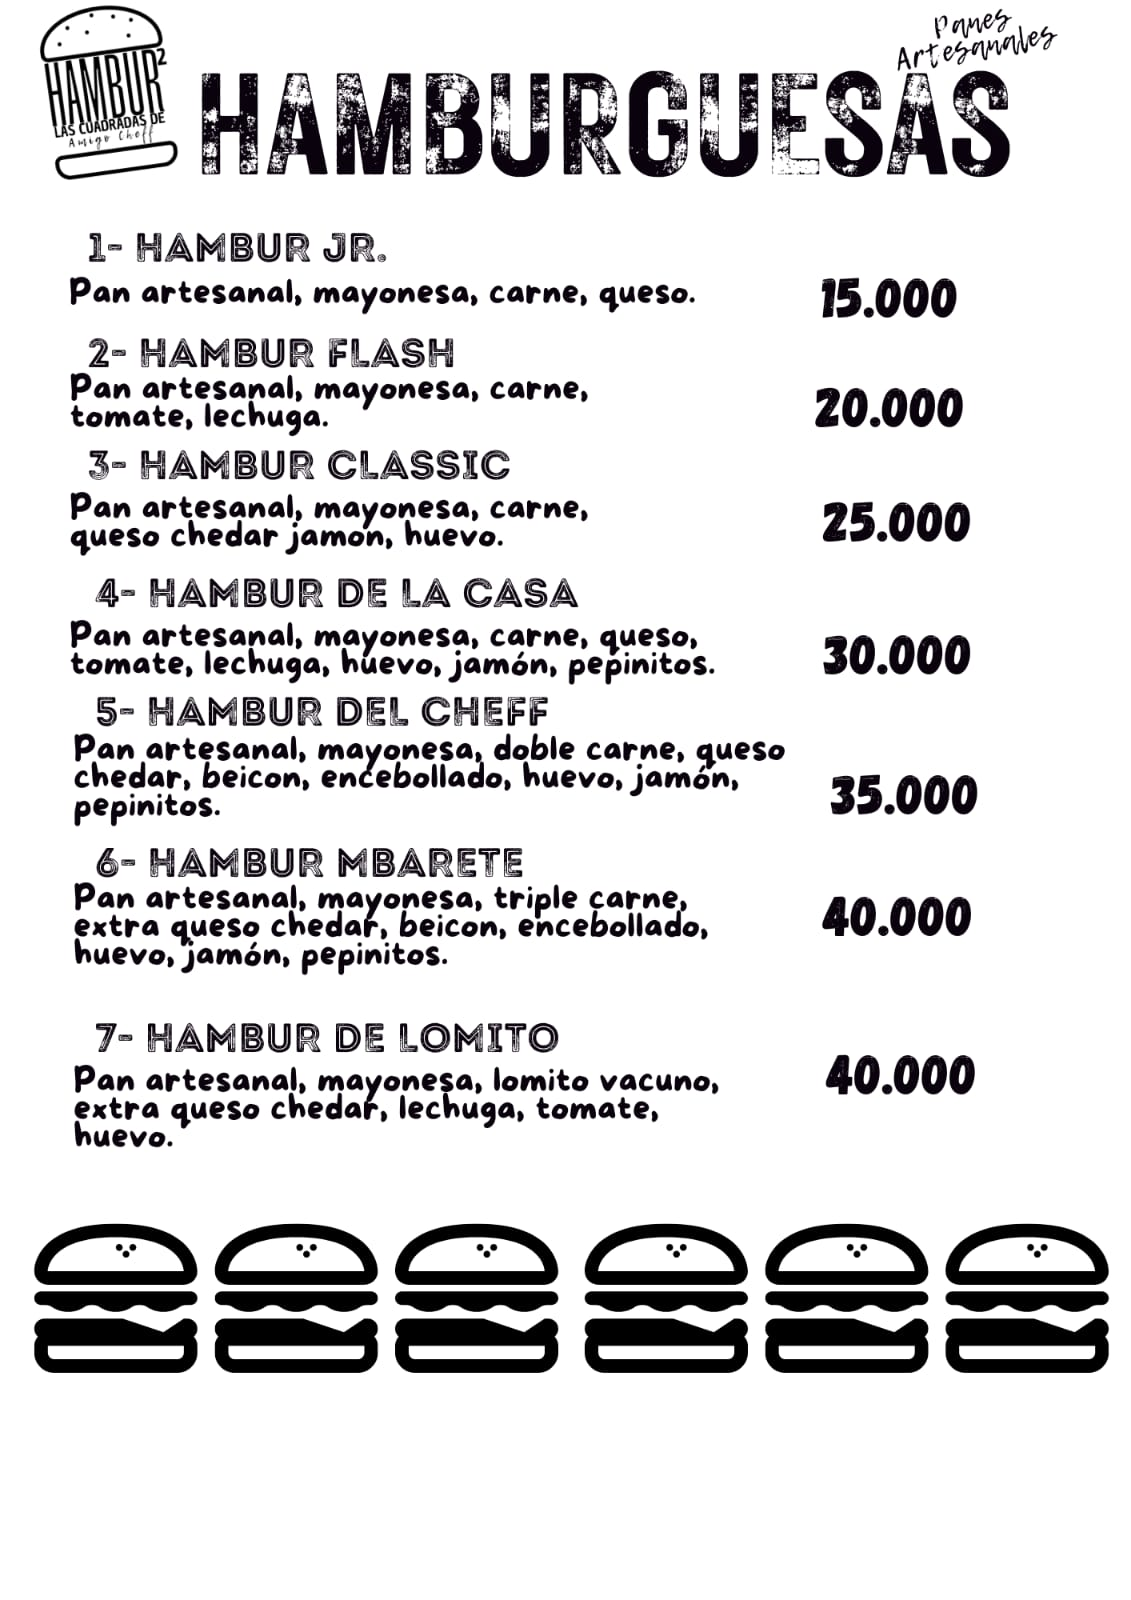 HAMBUR²
LAS CUADRADAS DE
Amigo Cheff
Panes
Artesanales
HAMBURGUESAS
1- HAMBUR JR.
Pan artesanal, mayonesa, carne, queso.
15.000
2- HAMBUR FLASH
Pan artesanal, mayonesa, carne,
tomate, lechuga.
20.000
3- HAMBUR CLASSIC
Pan artesanal, mayonesa, carne,
queso chedar jamon, huevo.
25.000
4- HAMBUR DE LA CASA
Pan artesanal, mayonesa, carne, queso,
tomate, lechuga, huevo, jamón, pepinitos.
30.000
5- HAMBUR DEL CHEFF
Pan artesanal, mayonesa, doble carne, queso
chedar, beicon, encebollado, huevo, jamón,
pepinitos.
35.000
6- HAMBUR MBARETE
Pan artesanal, mayonesa, triple carne,
extra queso chedar, beicon, encebollado,
huevo, jamón, pepinitos.
40.000
7- HAMBUR DE LOMITO
Pan artesanal, mayonesa, lomito vacuno,
extra queso chedar, lechuga, tomate,
huevo.
40.000